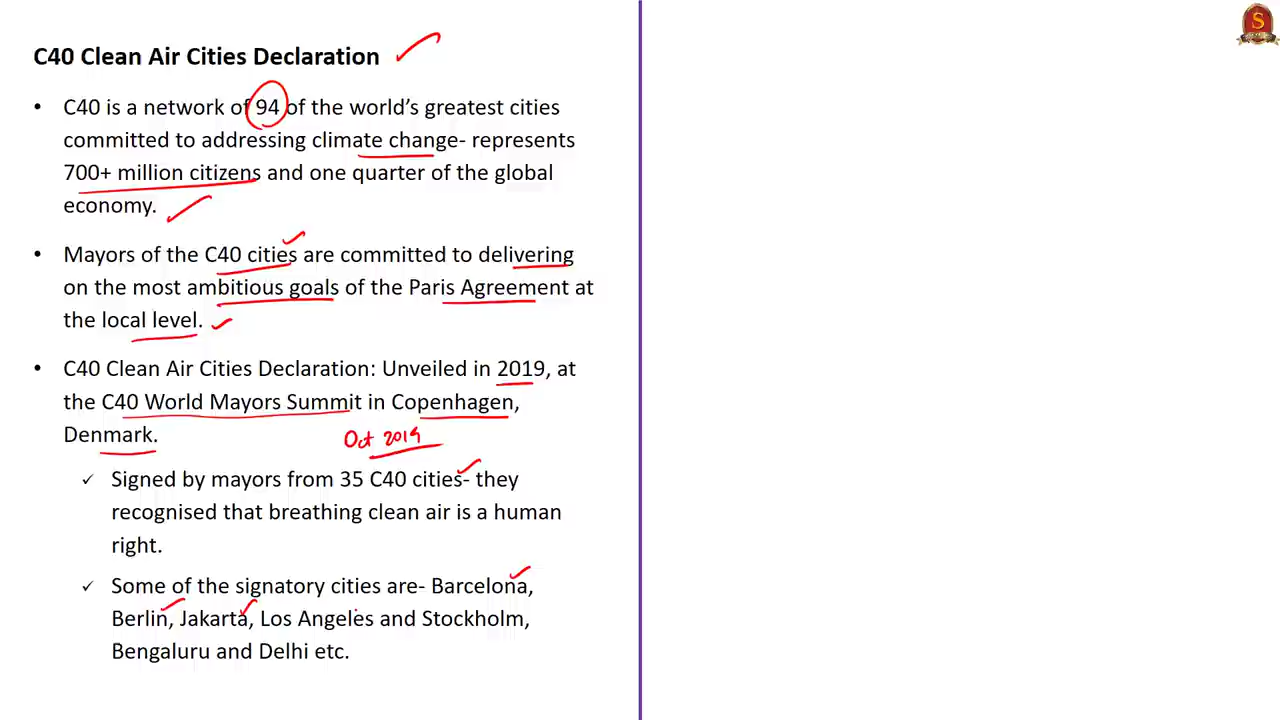 C40 Clean Air Cities Declaration
• C40 is a network of 94 of the world's greatest cities
committed to addressing climate change- represents
700+ million citizens and one quarter of the global
economy.
• Mayors of the C40 cities are committed to delivering
on the most ambitious goals of the Paris Agreement at
the local level.
• C40 Clean Air Cities Declaration: Unveiled in 2019, at
the C40 World Mayors Summit in Copenhagen,
Denmark.
Oct 2019
✓ Signed by mayors from 35 C40 cities- they
recognised that breathing clean air is a human
right.
✓ Some of the signatory cities are- Barcelona,
Berlin, Jakarta, Los Angeles and Stockholm,
Bengaluru and Delhi etc.
S